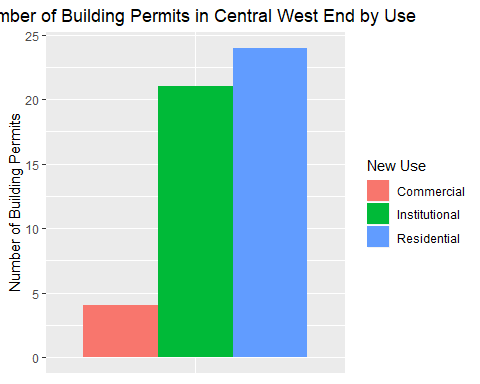 mber of Building Permits in Central West End by Use
25
20
15
10
5
0
Number of Building Permits
New Use
Commercial
Institutional
Residential